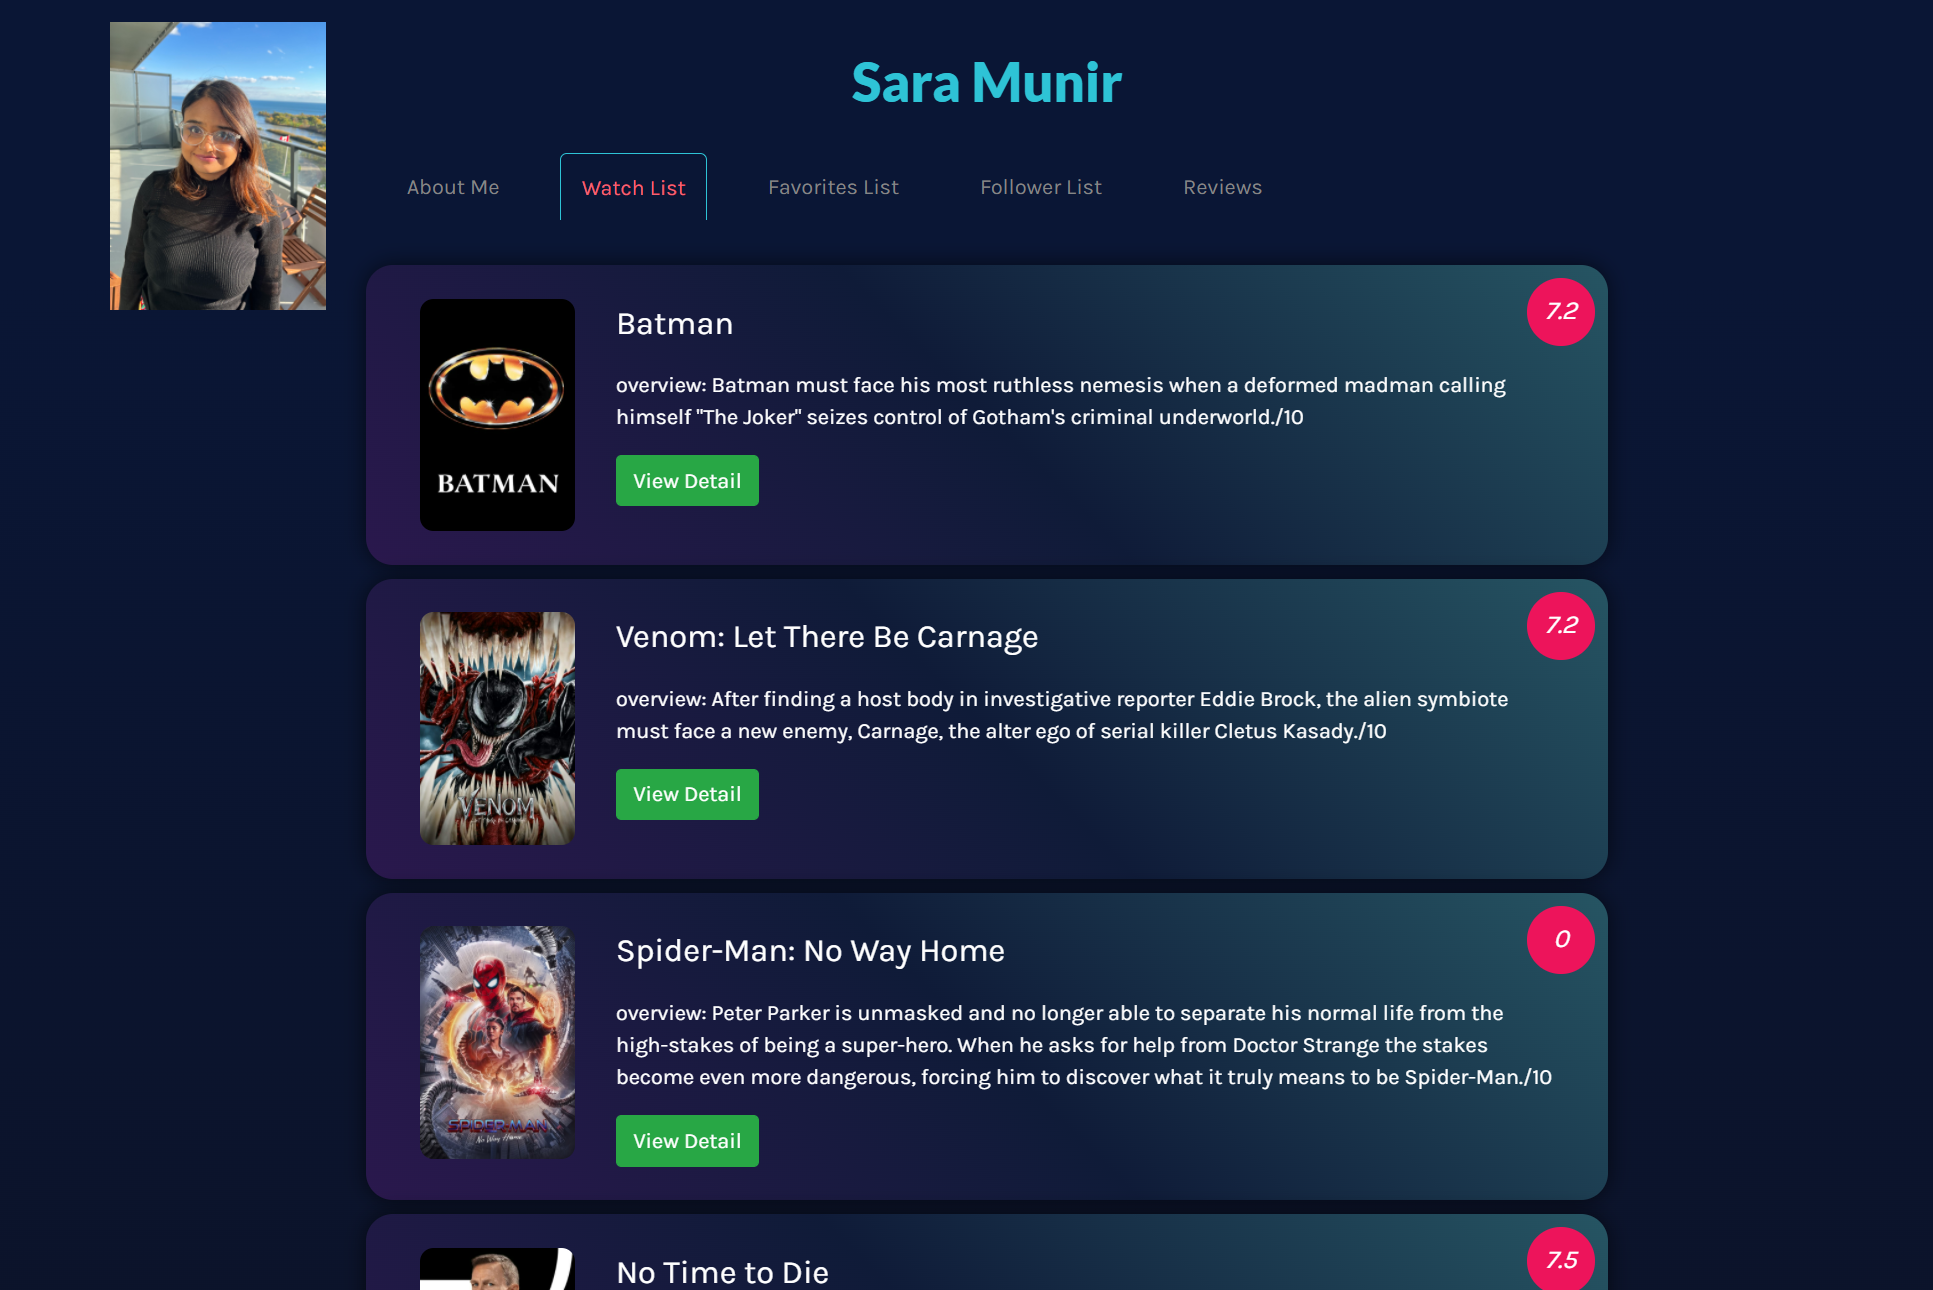 Sara Munir
About Me
Watch List
Favorites List
Follower List
Reviews
7.2
Batman
overview: Batman must face his most ruthless nemesis when a deformed madman calling
himself "The Joker" seizes control of Gotham's criminal underworld./10
View Detail
BATMAN
7.2
Venom: Let There Be Carnage
overview: After finding a host body in investigative reporter Eddie Brock, the alien symbiote
must face a new enemy, Carnage, the alter ego of serial killer Cletus Kasady./10
View Detail
VENOM
0
Spider-Man: No Way Home
overview: Peter Parker is unmasked and no longer able to separate his normal life from the
high-stakes of being a super-hero. When he asks for help from Doctor Strange the stakes
become even more dangerous, forcing him to discover what it truly means to be Spider-Man./10
View Detail
SPIDER-MAN
No Way Home
7.5
No Time to Die